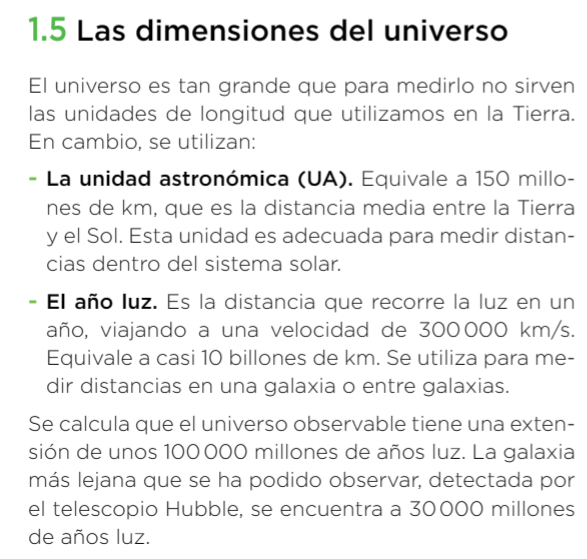 1.5 Las dimensiones del universo
El universo es tan grande que para medirlo no sirven
las unidades de longitud que utilizamos en la Tierra.
En cambio, se utilizan:
- La unidad astronómica (UA). Equivale a 150 millo-
nes de km, que es la distancia media entre la Tierra
y el Sol. Esta unidad es adecuada para medir distan-
cias dentro del sistema solar.
- El año luz. Es la distancia que recorre la luz en un
año, viajando a una velocidad de 300 000 km/s.
Equivale a casi 10 billones de km. Se utiliza para me-
dir distancias en una galaxia o entre galaxias.
Se calcula que el universo observable tiene una exten-
sión de unos 100 000 millones de años luz. La galaxia
más lejana que se ha podido observar, detectada por
el telescopio Hubble, se encuentra a 30 000 millones
de años luz.